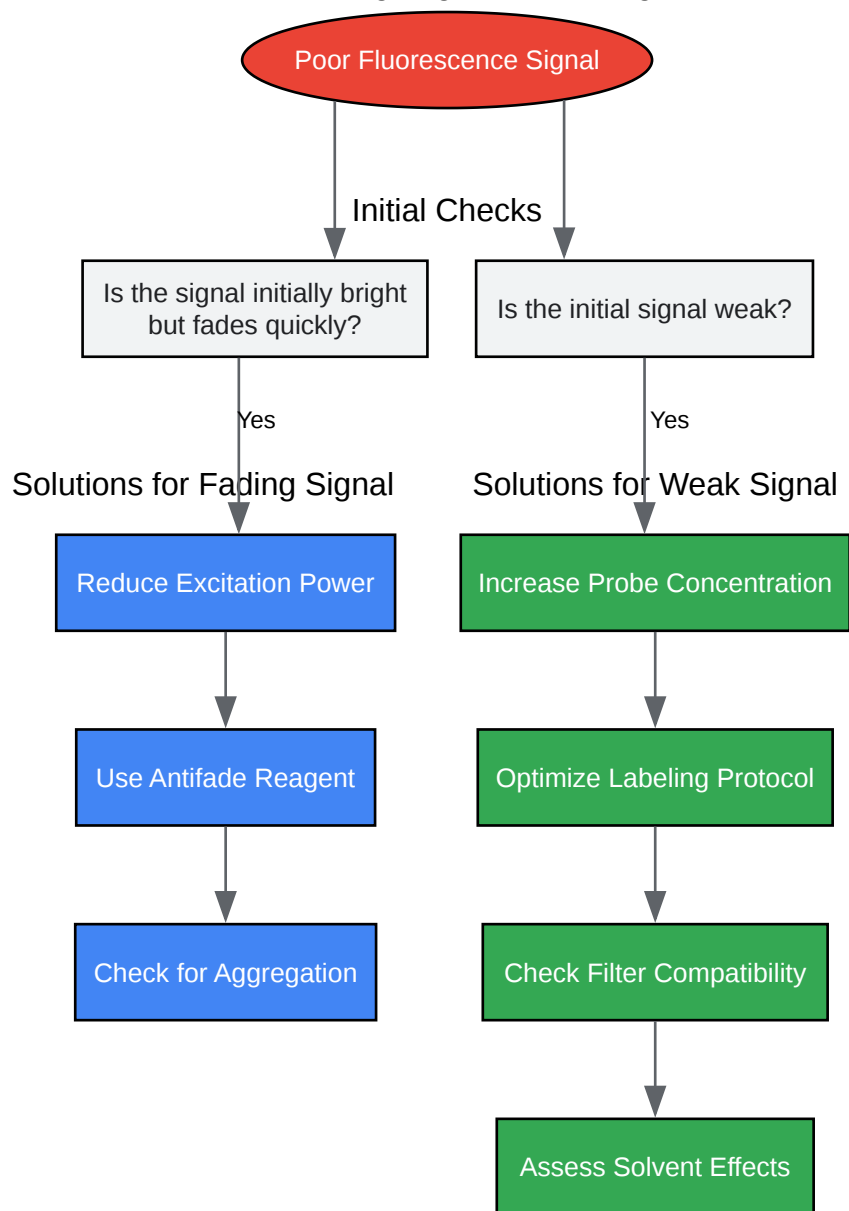 Poor Fluorescence Signal
Initial Checks
Is the signal initially bright
but fades quickly?
Is the initial signal weak?
Yes
Yes
Solutions for Fading Signal
Solutions for Weak Signal
Reduce Excitation Power
Increase Probe Concentration
Use Antifade Reagent
Optimize Labeling Protocol
Check for Aggregation
Check Filter Compatibility
Assess Solvent Effects